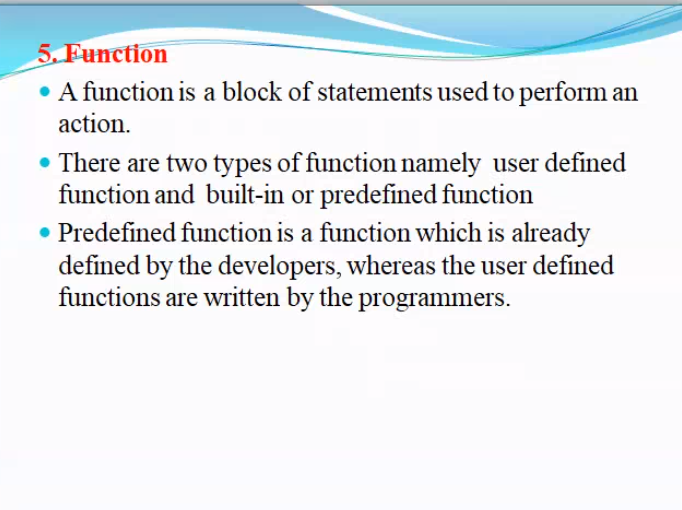 5. Function
• A function is a block of statements used to perform an
action.
• There are two types of function namely user defined
function and built-in or predefined function
• Predefined function is a function which is already
defined by the developers, whereas the user defined
functions are written by the programmers.